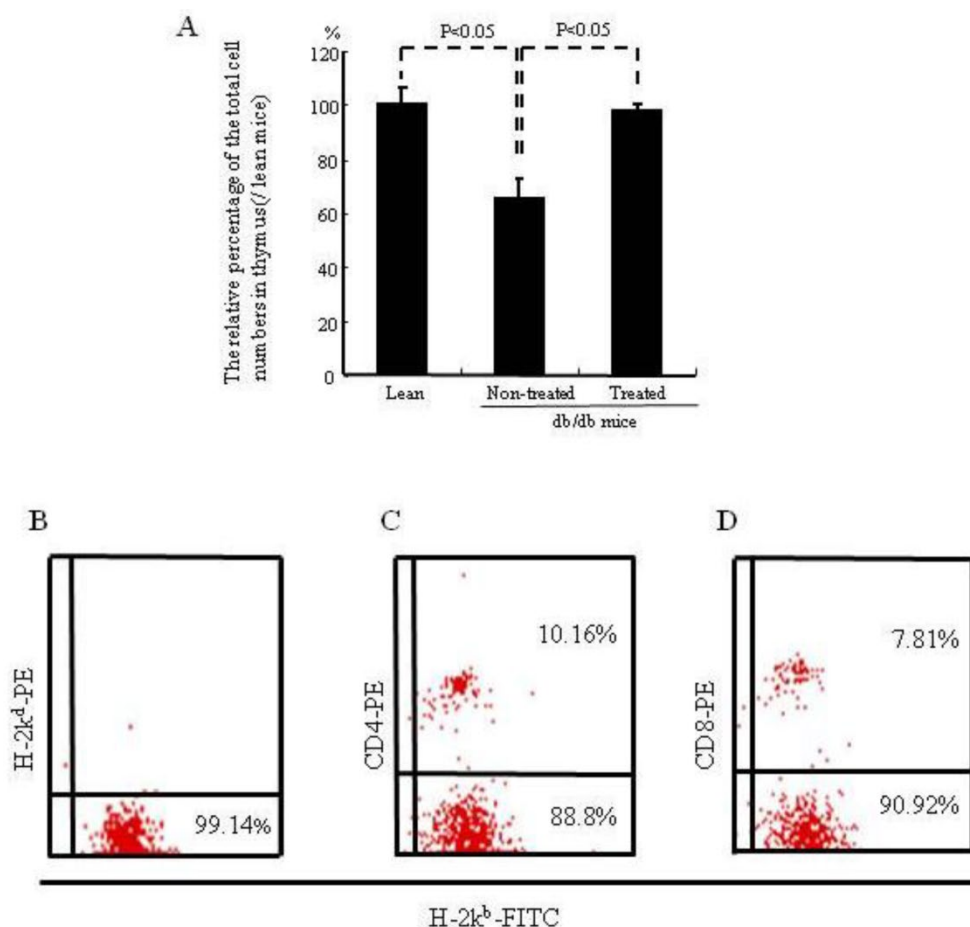 A
%
P<0.05
P<0.05
The relative percentage of the total cell
numbers in thymus(/ lean mice)
120
100
80
60
40
20
0
Lean
Non-treated
Treated
db/db mice
B
C
D
H-2kᵈ-PE
99.14%
CD4-PE
10.16%
88.8%
CD8-PE
7.81%
90.92%
H-2kᵇ-FITC